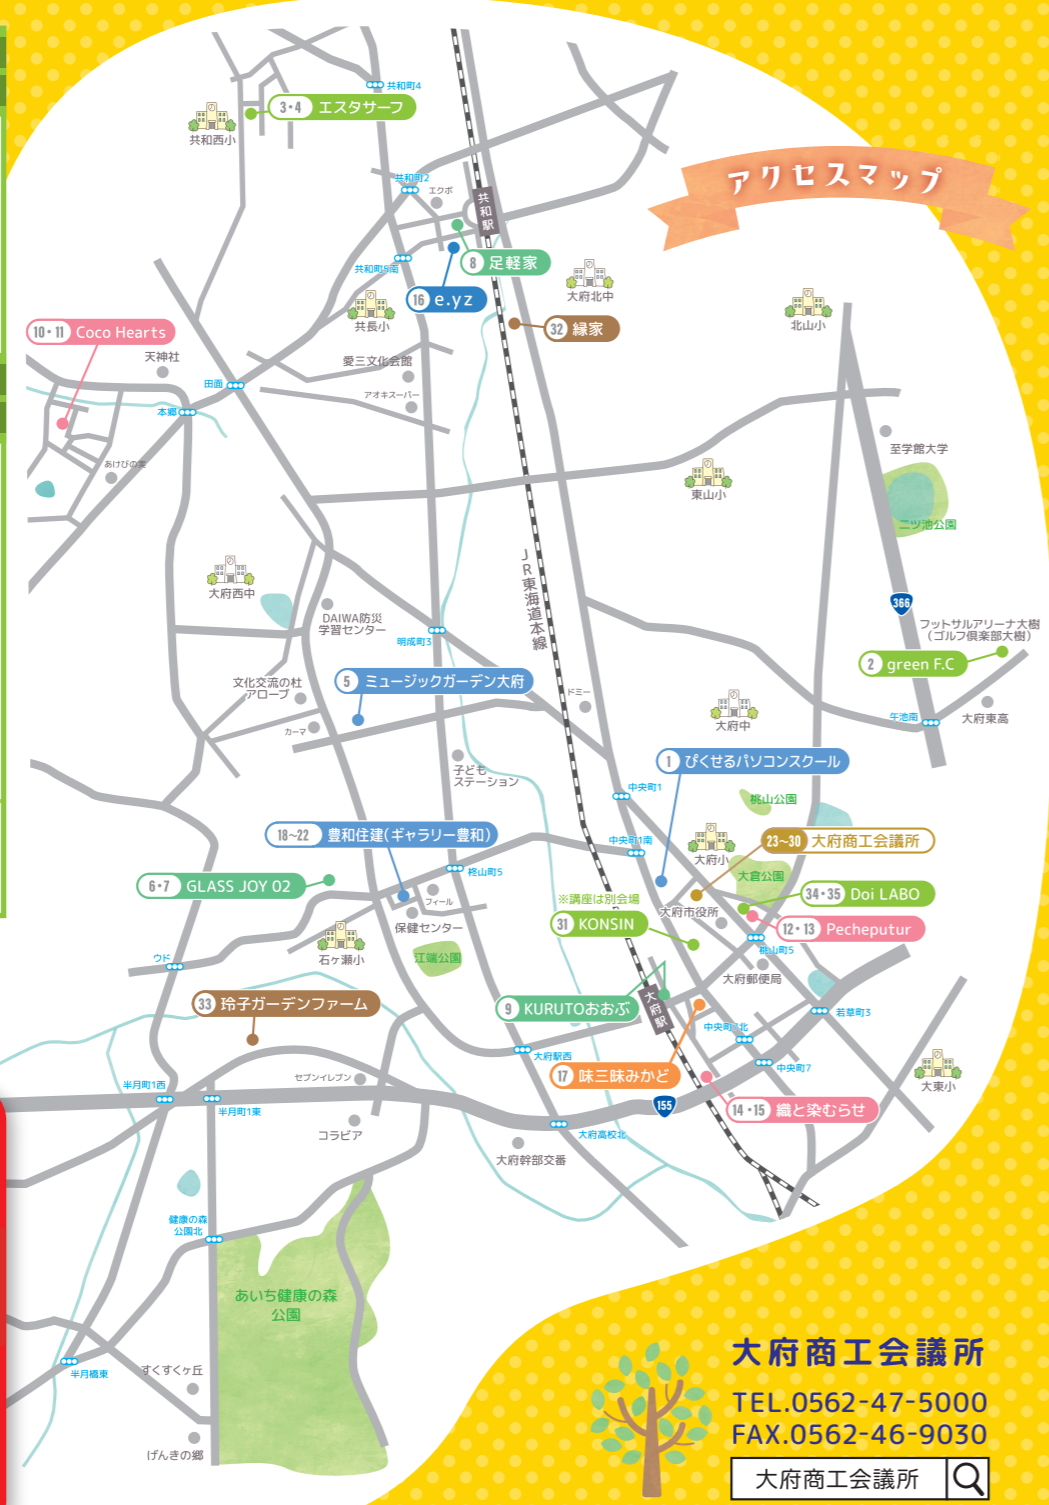 アクセスマップ
共和町4
3・4 エスタサーフ
共和西小
共和町2
エクボ
共和駅
8 足軽家
共和町5南
16 e.yz
大府北中
共長小
32 縁家
北山小
10・11 Coco Hearts
天神社
愛三文化会館
田面
アオキスーパー
本郷
至学館大学
あけびの実
東山小
二ツ池公園
JR東海道本線
大府西中
366
DAIWA防災
学習センター
フットサルアリーナ大樹
(ゴルフ倶楽部大樹)
明成町3
2 green F.C
文化交流の杜
アローブ
5 ミュージックガーデン大府
ドミー
大府中
午池南
大府東高
カーマ
子ども
ステーション
1 ぴくせるパソコンスクール
中央町1
桃山公園
18~22 豊和住建(ギャラリー豊和)
中央町1南
大府小
23~30 大府商工会議所
柊山町5
大倉公園
6・7 GLASS JOY 02
フィール
※講座は別会場
34・35 Doi LABO
保健センター
31 KONSIN
大府市役所
12・13 Pecheputur
石ヶ瀬小
江端公園
桃山町5
ウド
大府郵便局
33 玲子ガーデンファーム
9 KURUTOおおぶ
大府駅
若草町3
中央町7北
大府駅西
17 味三昧みかど
中央町7
大東小
セブンイレブン
半月町1西
半月町1東
155
14・15 織と染むらせ
コラビア
大府高校北
大府幹部交番
健康の森
公園北
あいち健康の森
公園
半月橋東
すくすくヶ丘
げんきの郷
大府商工会議所
TEL.0562-47-5000
FAX.0562-46-9030
大府商工会議所